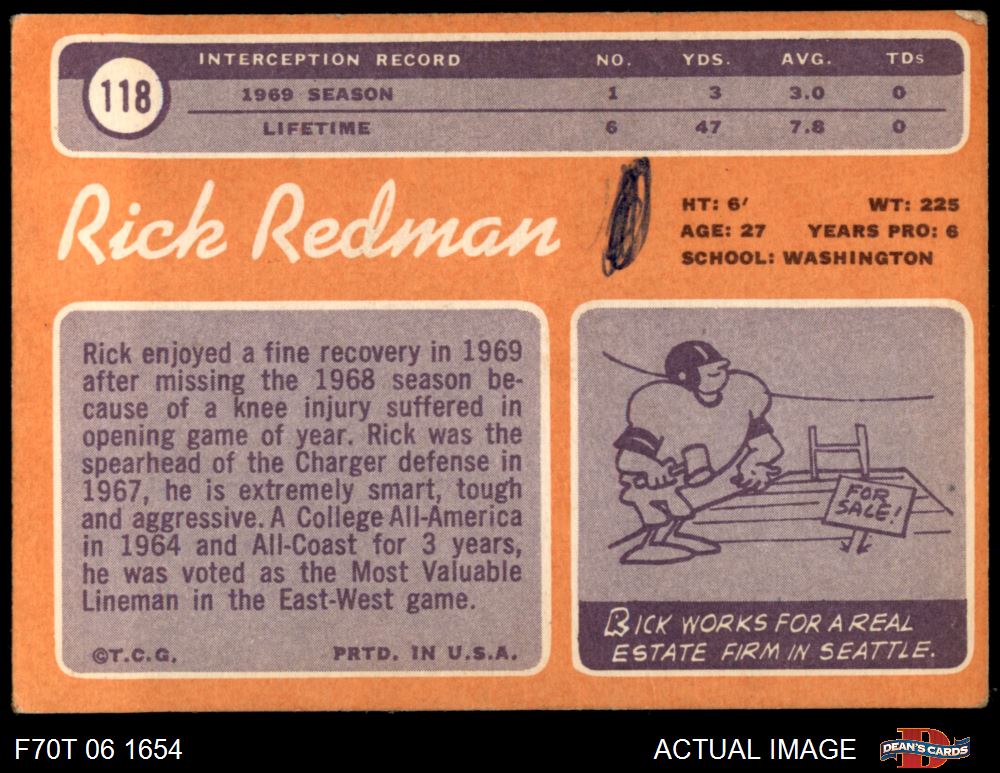 118
INTERCEPTION RECORD NO. YDS. AVG. TDs
1969 SEASON 1 3 3.0 0
LIFETIME 6 47 7.8 0
Rick Redman
HT: 6' WT: 225
AGE: 27 YEARS PRO: 6
SCHOOL: WASHINGTON
Rick enjoyed a fine recovery in 1969
after missing the 1968 season be-
cause of a knee injury suffered in
opening game of year. Rick was the
spearhead of the Charger defense in
1967, he is extremely smart, tough
and aggressive. A College All-America
in 1964 and All-Coast for 3 years,
he was voted as the Most Valuable
Lineman in the East-West game.
©T.C.G. PRTD. IN U.S.A.
FOR
SALE!
RICK WORKS FOR A REAL
ESTATE FIRM IN SEATTLE.
F70T 06 1654 ACTUAL IMAGE DEAN'S CARDS